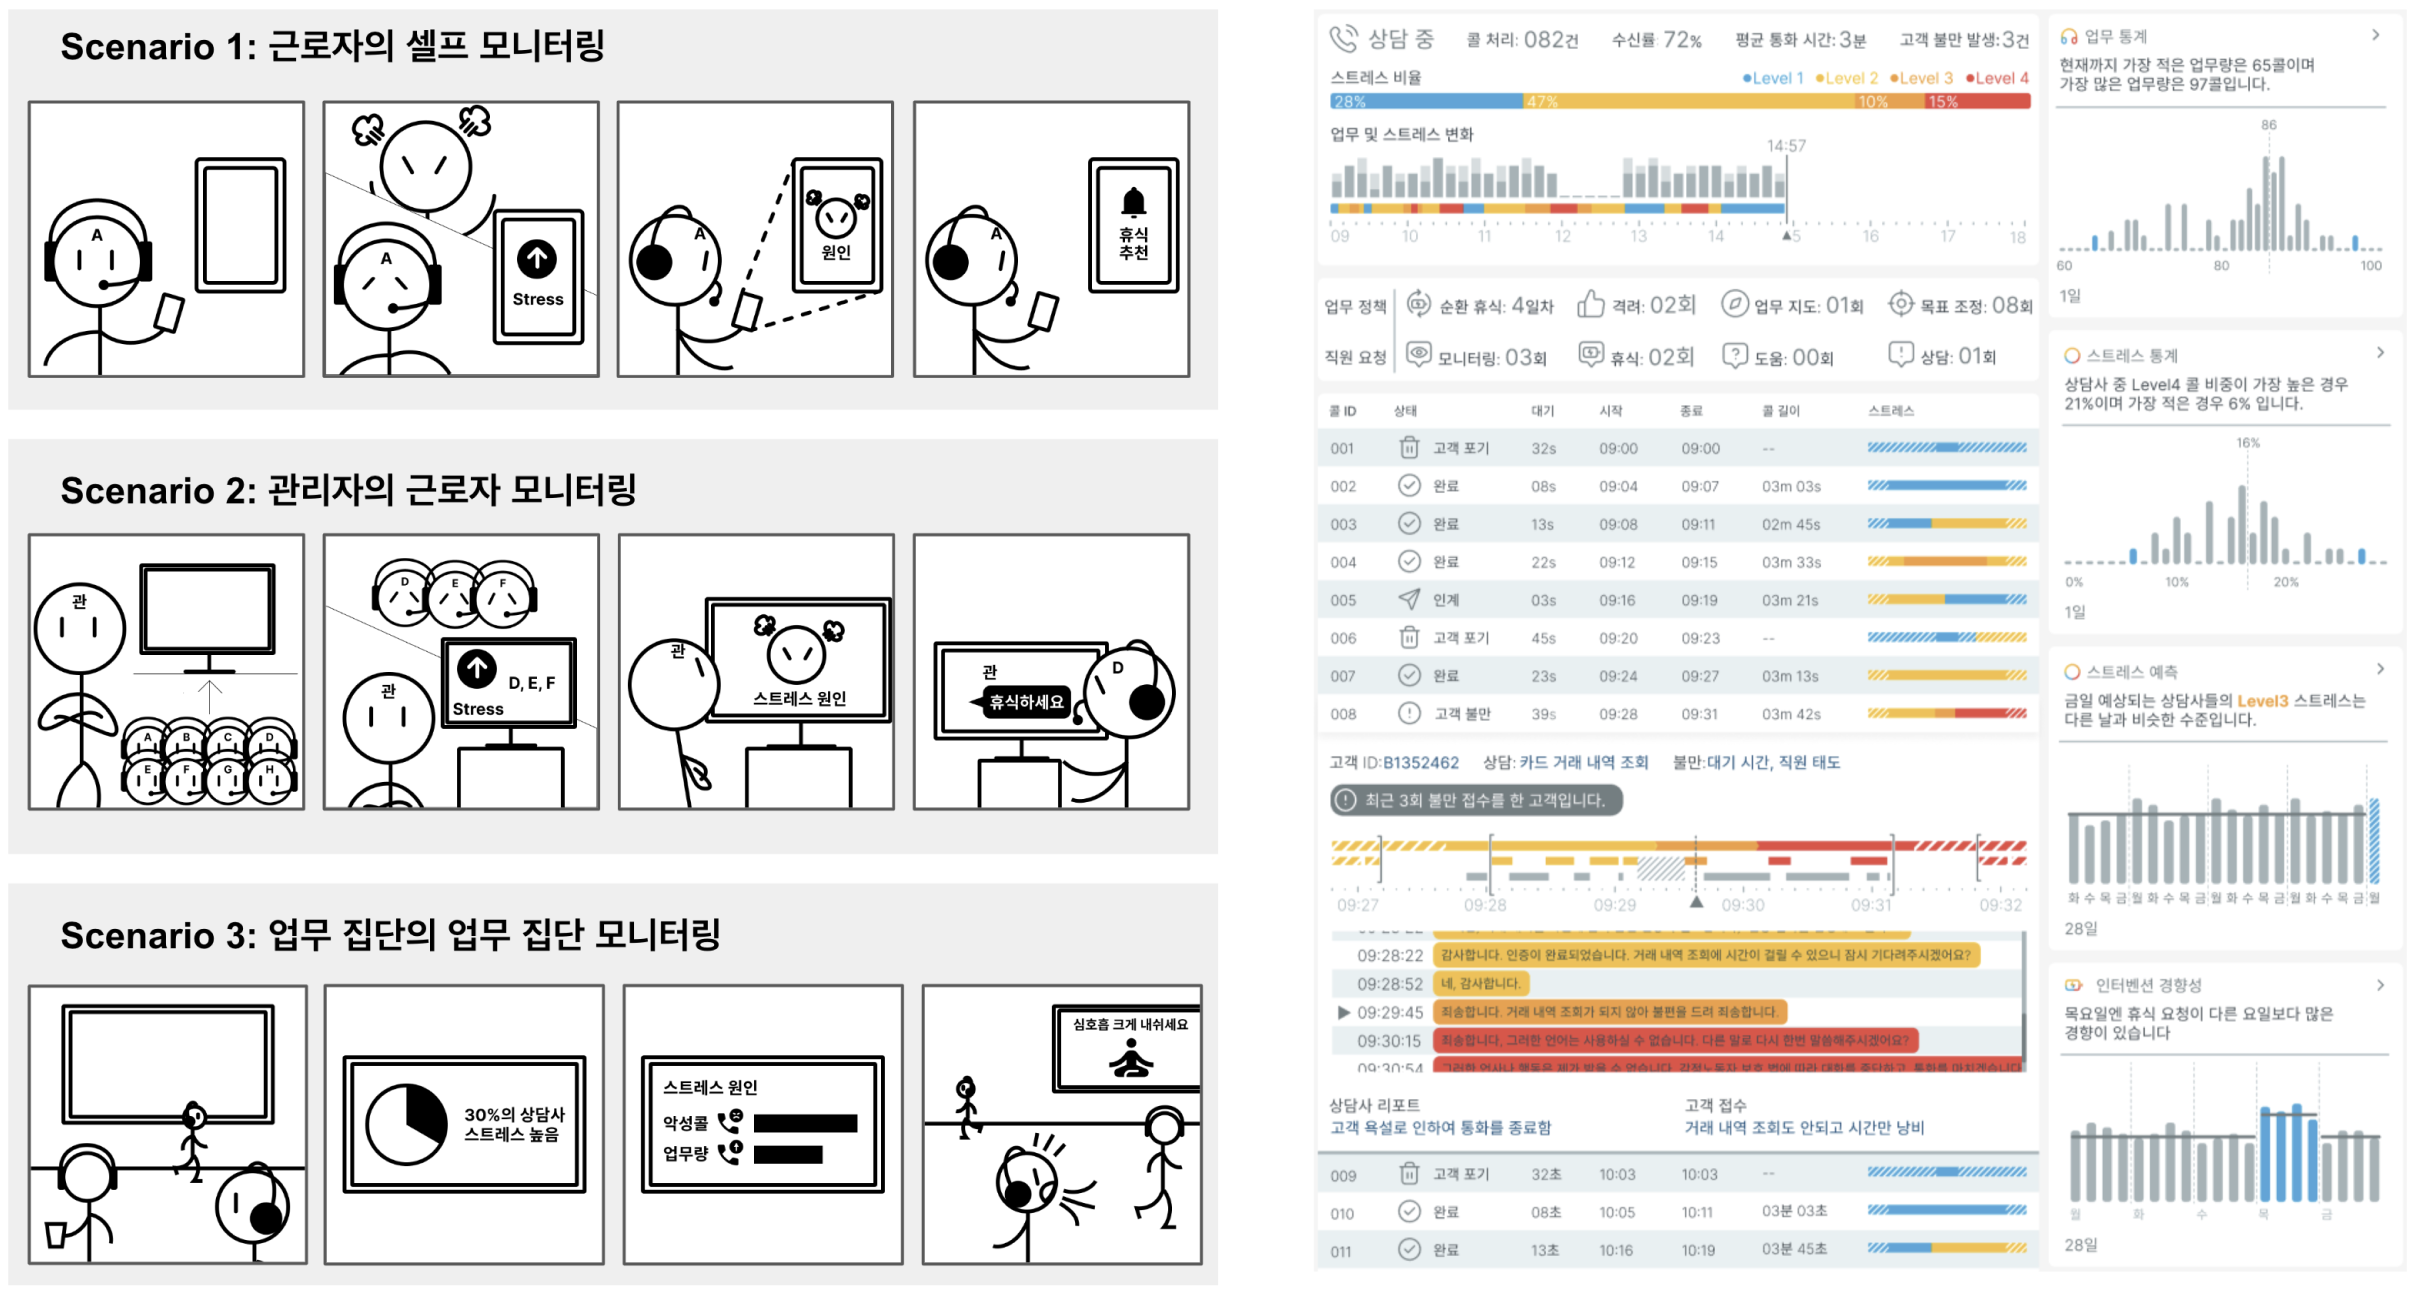 Scenario 1: 근로자의 셀프 모니터링
A
A
Stress
A
원인
A
휴식
추천
Scenario 2: 관리자의 근로자 모니터링
관
A B C D
E F G H
D E F
관
D, E, F
Stress
관
스트레스 원인
관
휴식하세요
D
Scenario 3: 업무 집단의 업무 집단 모니터링
30%의 상담사
스트레스 높음
스트레스 원인
악성콜
업무량
심호흡 크게 내쉬세요
상담 중 콜 처리: 082건 수신률: 72% 평균 통화 시간: 3분 고객 불만 발생: 3건
스트레스 비율 Level 1 Level 2 Level 3 Level 4
28% 47% 10% 15%
업무 및 스트레스 변화
14:57
09 10 11 12 13 14 15 16 17 18
업무 정책 순환 휴식: 4일차 격려: 02회 업무 지도: 01회 목표 조정: 08회
직원 요청 모니터링: 03회 휴식: 02회 도움: 00회 상담: 01회
콜 ID 상태 대기 시작 종료 콜 길이 스트레스
001 고객 포기 32s 09:00 09:00 --
002 완료 08s 09:04 09:07 03m 03s
003 완료 13s 09:08 09:11 02m 45s
004 완료 22s 09:12 09:15 03m 33s
005 인계 03s 09:16 09:19 03m 21s
006 고객 포기 45s 09:20 09:23 --
007 완료 23s 09:24 09:27 03m 13s
008 고객 불만 39s 09:28 09:31 03m 42s
고객 ID:B1352462 상담: 카드 거래 내역 조회 불만:대기 시간, 직원 태도
최근 3회 불만 접수를 한 고객입니다.
09:27 09:28 09:29 09:30 09:31 09:32
09:28:22 감사합니다. 인증이 완료되었습니다. 거래 내역 조회에 시간이 걸릴 수 있으니 잠시 기다려주시겠어요?
09:28:52 네, 감사합니다.
09:29:45 죄송합니다. 거래 내역 조회가 되지 않아 불편을 드려 죄송합니다.
09:30:15 죄송합니다, 그러한 언어는 사용하실 수 없습니다. 다른 말로 다시 한번 말씀해주시겠어요?
09:30:54
상담사 리포트 고객 접수
고객 욕설로 인하여 통화를 종료함 거래 내역 조회도 안되고 시간만 낭비
009 고객 포기 32초 10:03 10:03 --
010 완료 08초 10:05 10:11 03분 03초
011 완료 13초 10:16 10:19 03분 45초
업무 통계
현재까지 가장 적은 업무량은 65콜이며
가장 많은 업무량은 97콜입니다.
86
60 80 100
1일
스트레스 통계
상담사 중 Level4 콜 비중이 가장 높은 경우
21%이며 가장 적은 경우 6% 입니다.
16%
0% 10% 20%
1일
스트레스 예측
금일 예상되는 상담사들의 Level3 스트레스는
다른 날과 비슷한 수준입니다.
화 수 목 금 월 화 수 목 금 월 화 수 목 금 월 화 수 목 금 월
28일
인터벤션 경향성
목요일엔 휴식 요청이 다른 요일보다 많은
경향이 있습니다
월 화 수 목 금
28일